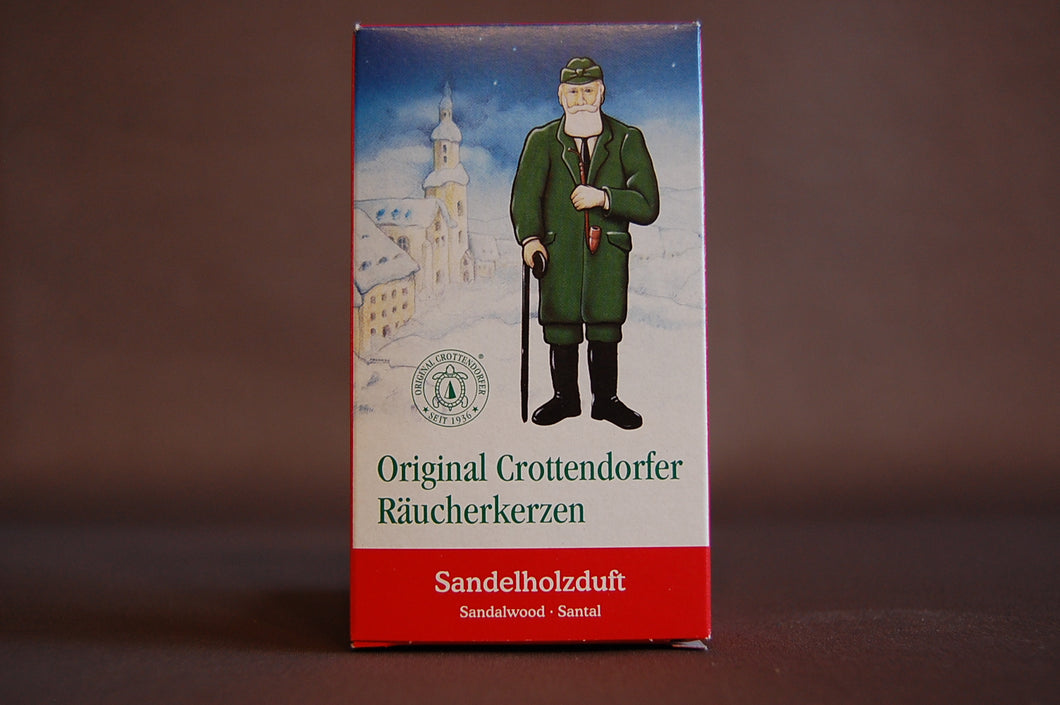 ORIGINAL CROTTENDORFER ®
★ SEIT 1936 ★
Original Crottendorfer
Räucherkerzen
Sandelholzduft
Sandalwood · Santal